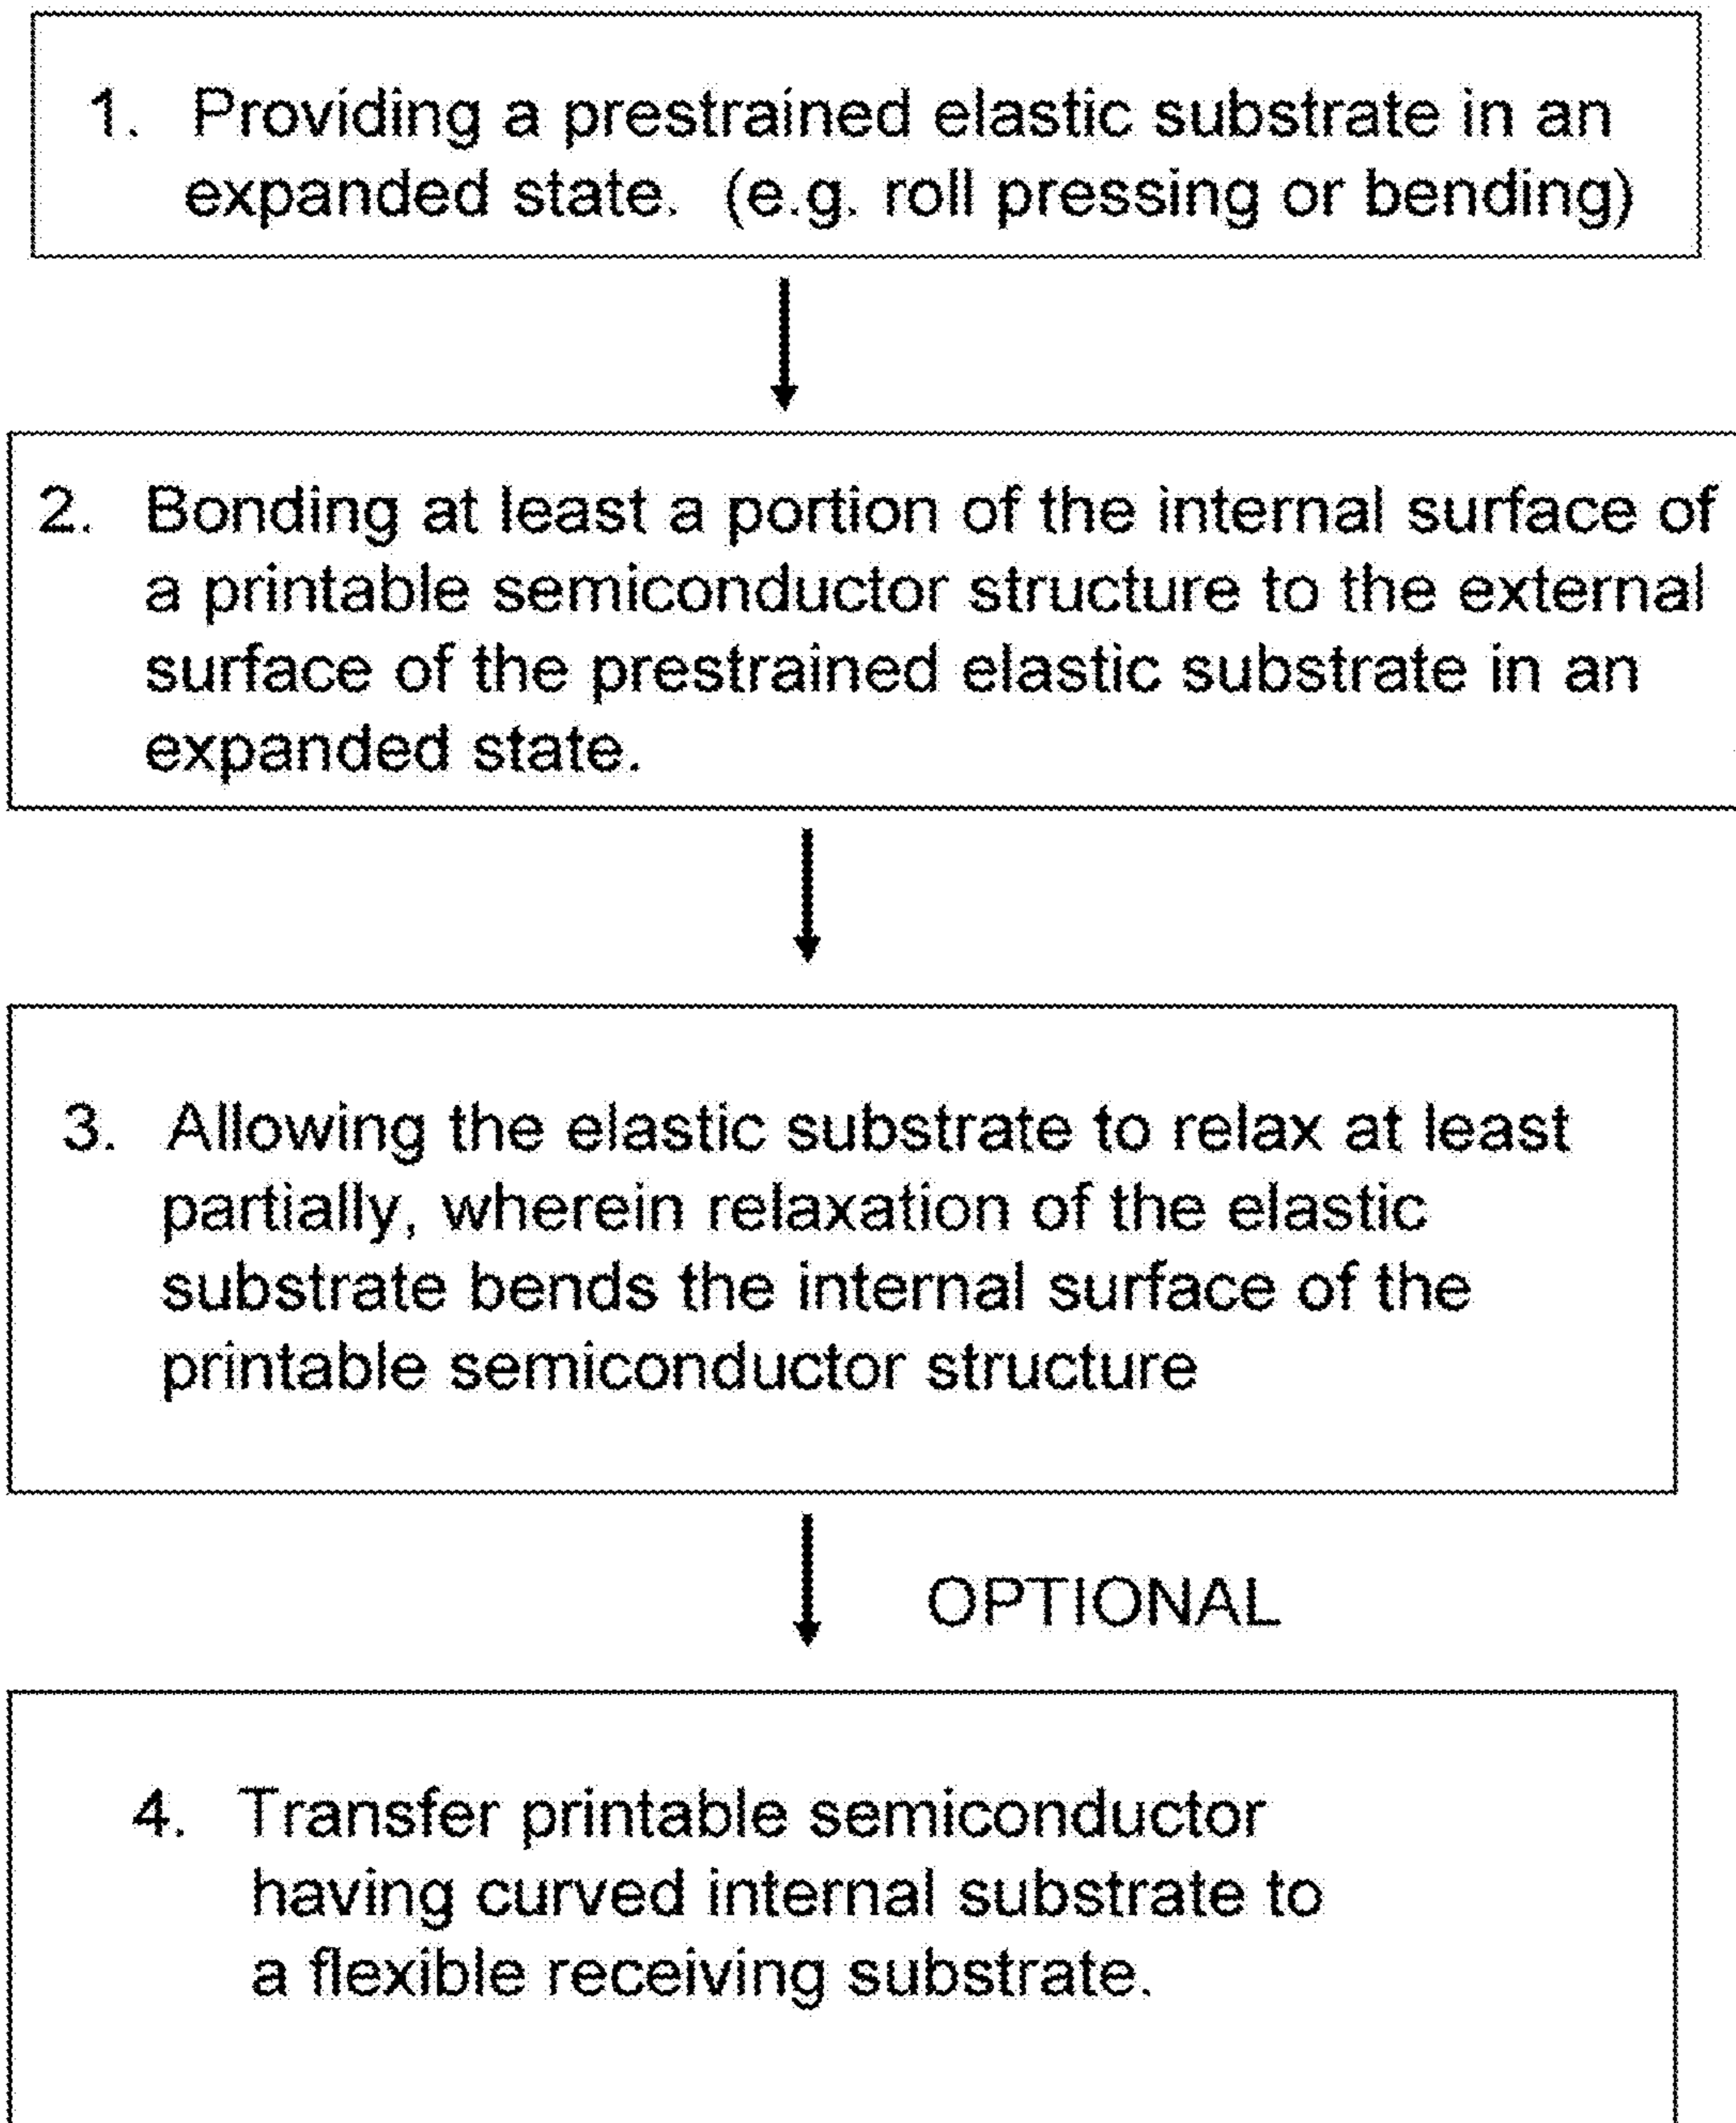 1. Providing a prestrained elastic substrate in an
expanded state. (e.g. roll pressing or bending)
2. Bonding at least a portion of the internal surface of
a printable semiconductor structure to the external
surface of the prestrained elastic substrate in an
expanded state.
3. Allowing the elastic substrate to relax at least
partially, wherein relaxation of the elastic
substrate bends the internal surface of the
printable semiconductor structure
OPTIONAL
4. Transfer printable semiconductor
having curved internal substrate to
a flexible receiving substrate.